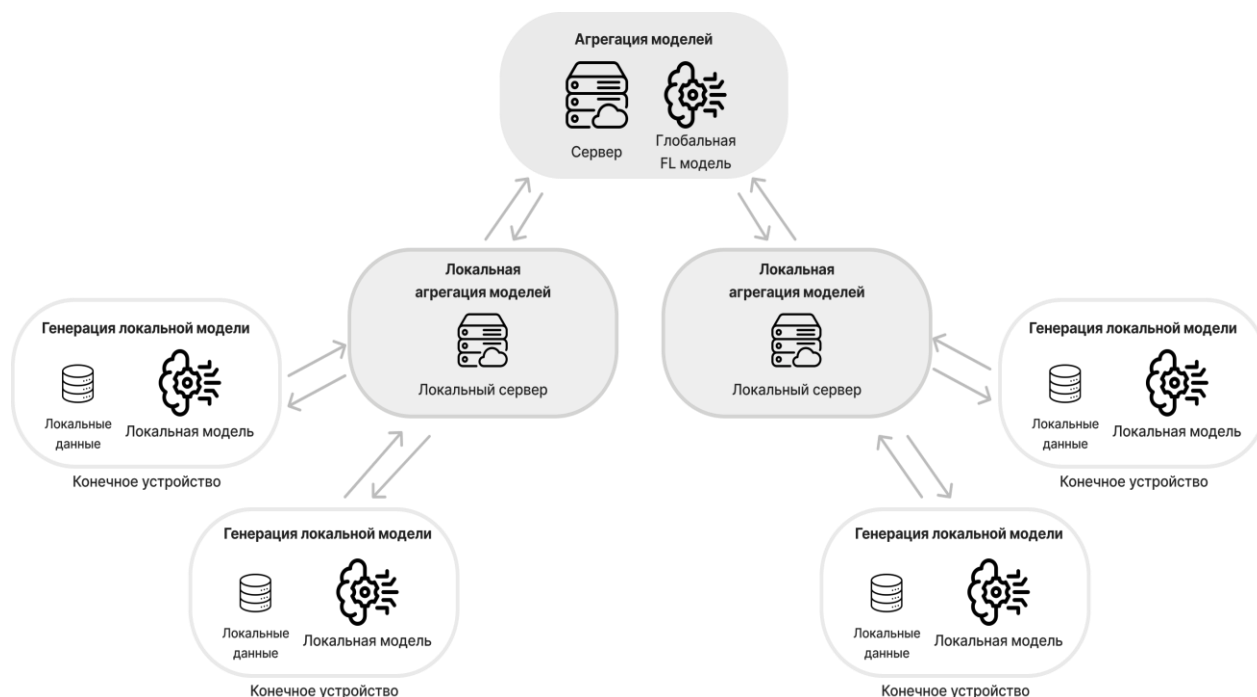 Агрегация моделей
Сервер
Глобальная
FL модель
Локальная
агрегация моделей
Локальный сервер
Локальная
агрегация моделей
Локальный сервер
Генерация локальной модели
Локальные
данные
Локальная модель
Конечное устройство
Генерация локальной модели
Локальные
данные
Локальная модель
Конечное устройство
Генерация локальной модели
Локальные
данные
Локальная модель
Конечное устройство
Генерация локальной модели
Локальные
данные
Локальная модель
Конечное устройство